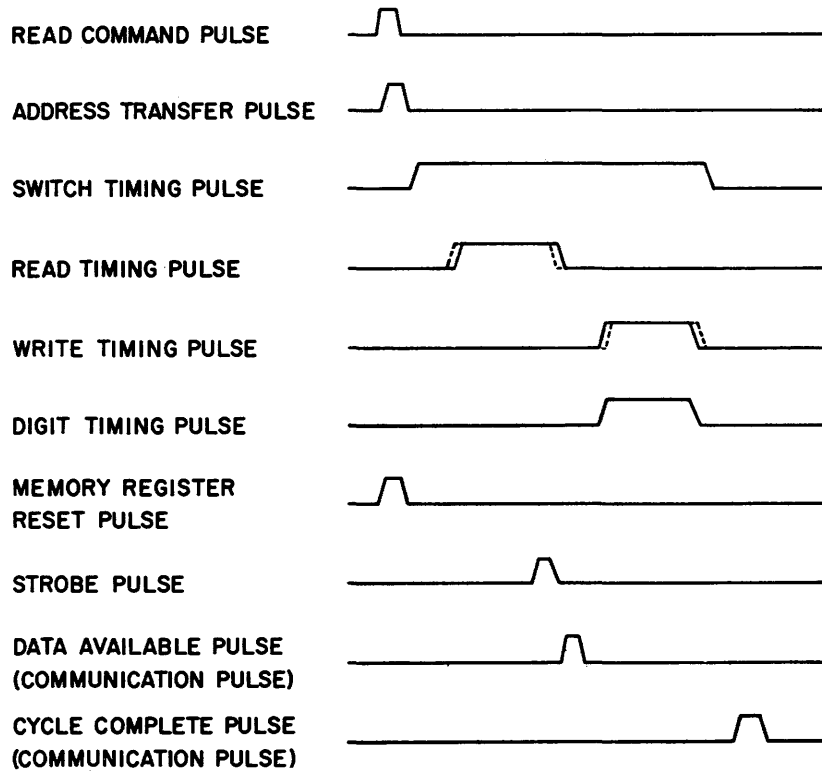 READ COMMAND PULSE
ADDRESS TRANSFER PULSE
SWITCH TIMING PULSE
READ TIMING PULSE
WRITE TIMING PULSE
DIGIT TIMING PULSE
MEMORY REGISTER
RESET PULSE
STROBE PULSE
DATA AVAILABLE PULSE
(COMMUNICATION PULSE)
CYCLE COMPLETE PULSE
(COMMUNICATION PULSE)